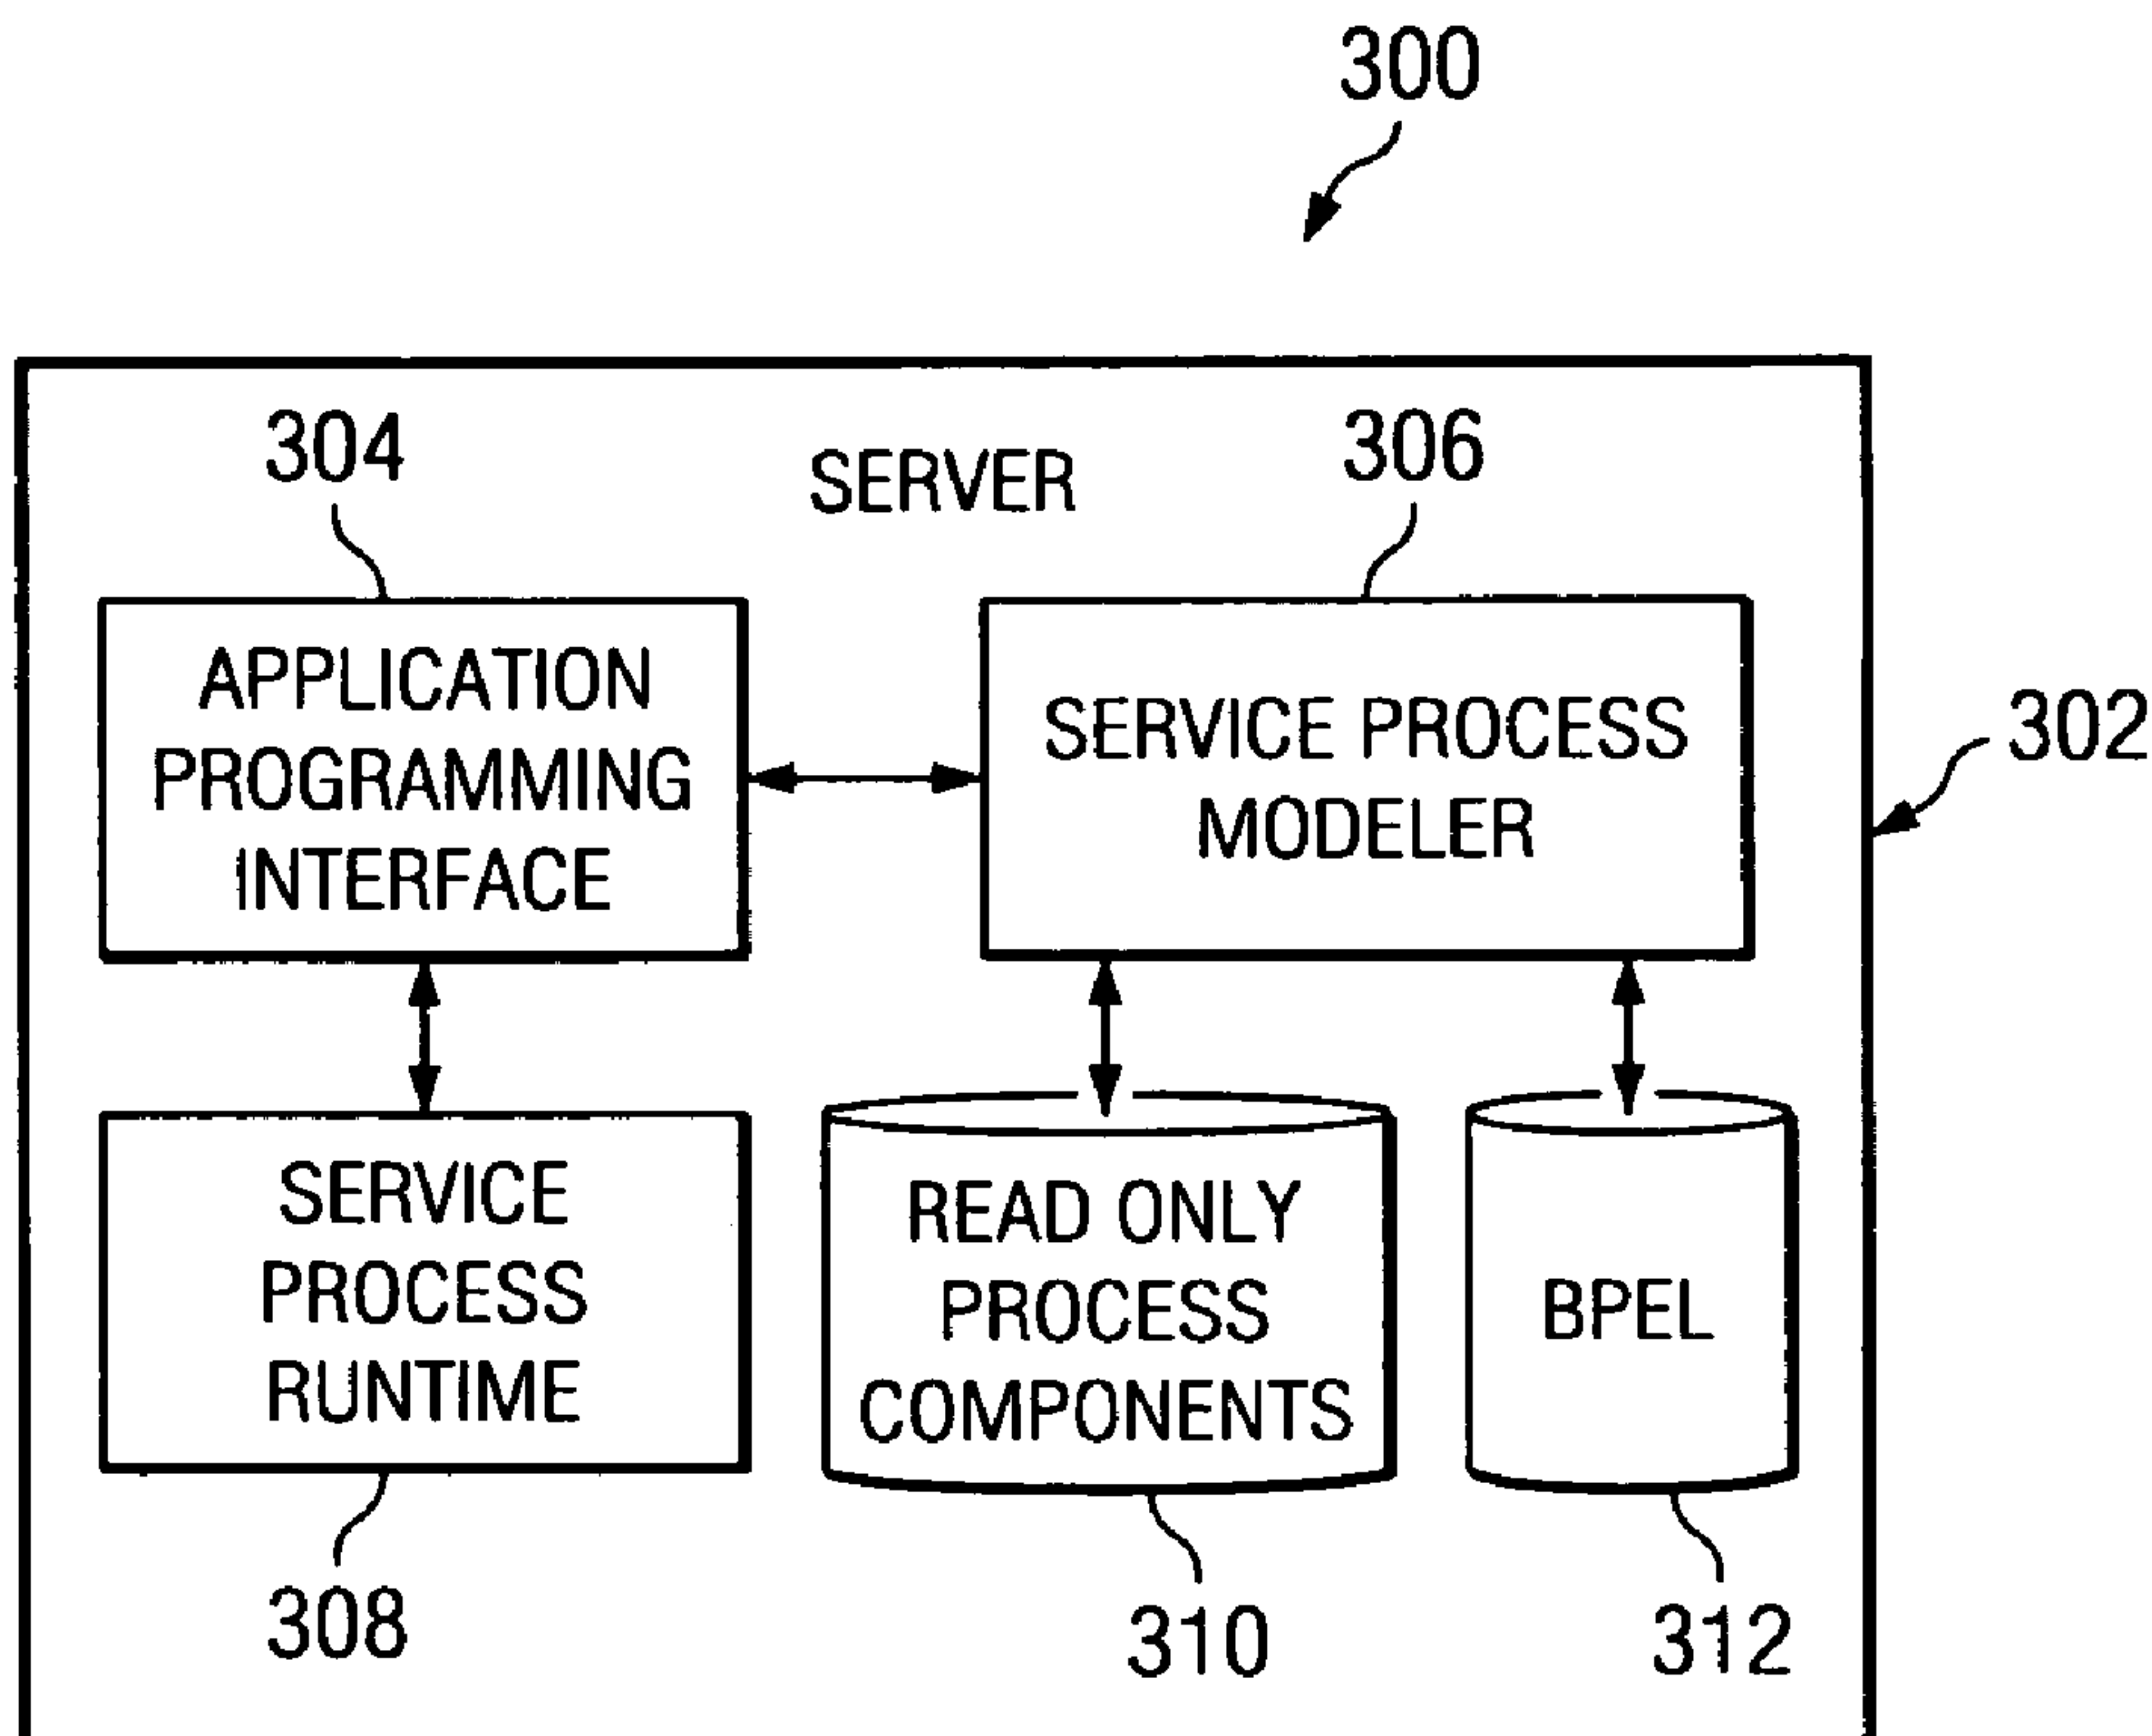 300
304
SERVER
306
APPLICATION
PROGRAMMING
INTERFACE
SERVICE PROCESS
MODELER
302
SERVICE
PROCESS
RUNTIME
READ ONLY
PROCESS
COMPONENTS
BPEL
308
310
312